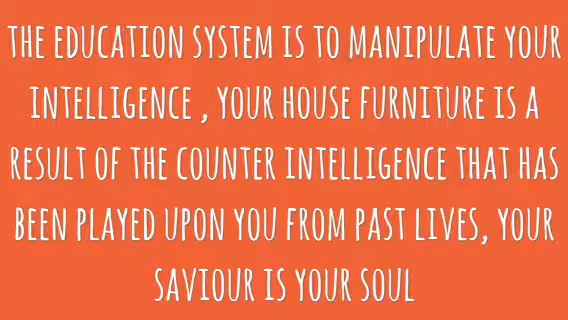 THE EDUCATION SYSTEM IS TO MANIPULATE YOUR
INTELLIGENCE , YOUR HOUSE FURNITURE IS A
RESULT OF THE COUNTER INTELLIGENCE THAT HAS
BEEN PLAYED UPON YOU FROM PAST LIVES, YOUR
SAVIOUR IS YOUR SOUL